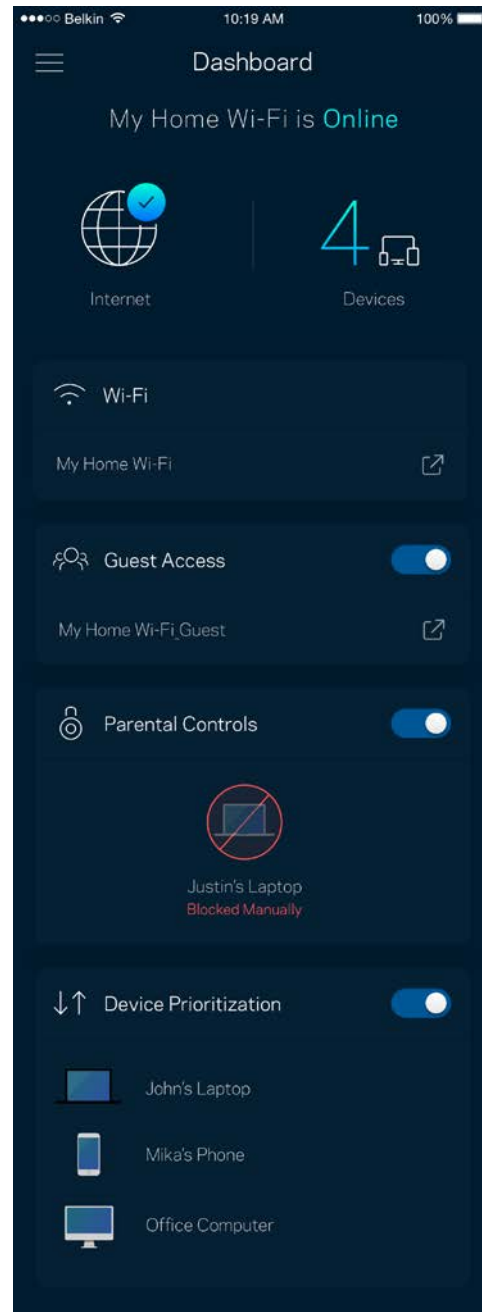 Belkin 10:19 AM 100%
Dashboard
My Home Wi-Fi is Online
4
Internet Devices
Wi-Fi
My Home Wi-Fi
Guest Access
My Home Wi-Fi_Guest
Parental Controls
Justin's Laptop
Blocked Manually
Device Prioritization
John's Laptop
Mika's Phone
Office Computer